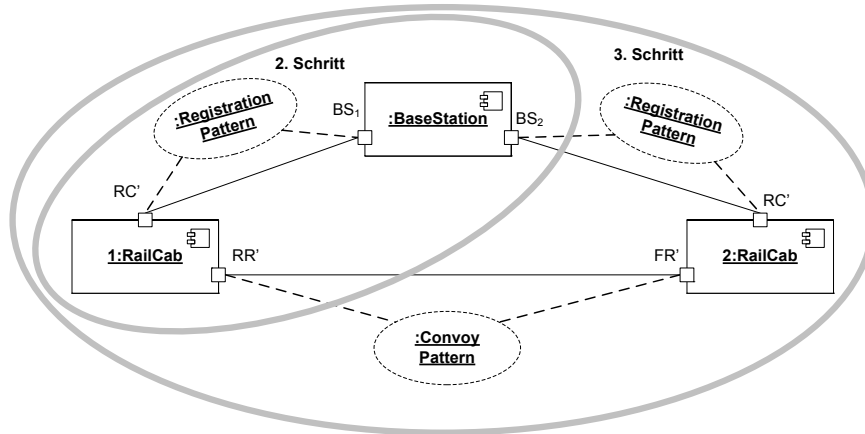 2. Schritt
3. Schritt
:Registration
Pattern
BS₁
:BaseStation
BS₂
:Registration
Pattern
RC'
RC'
1:RailCab
RR'
FR'
2:RailCab
:Convoy
Pattern